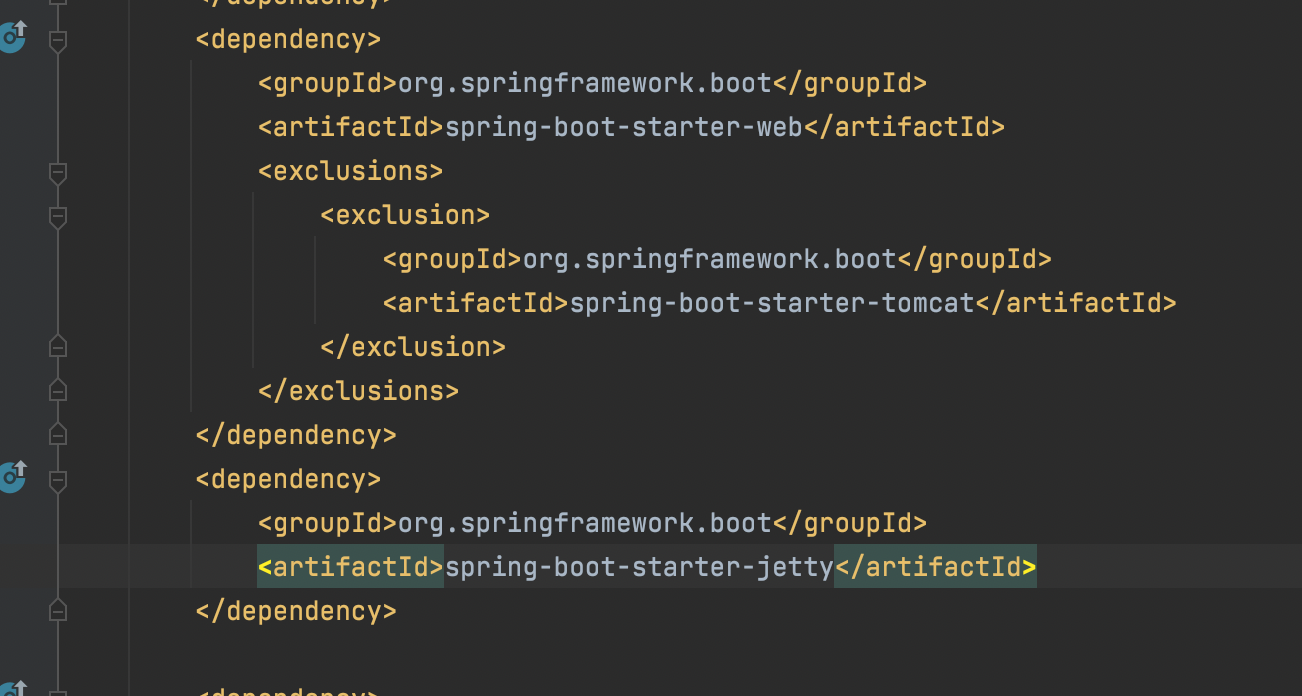 </dependency>
<dependency>
<groupId>org.springframework.boot</groupId>
<artifactId>spring-boot-starter-web</artifactId>
<exclusions>
<exclusion>
<groupId>org.springframework.boot</groupId>
<artifactId>spring-boot-starter-tomcat</artifactId>
</exclusion>
</exclusions>
</dependency>
<dependency>
<groupId>org.springframework.boot</groupId>
<artifactId>spring-boot-starter-jetty</artifactId>
</dependency>
<dependency>